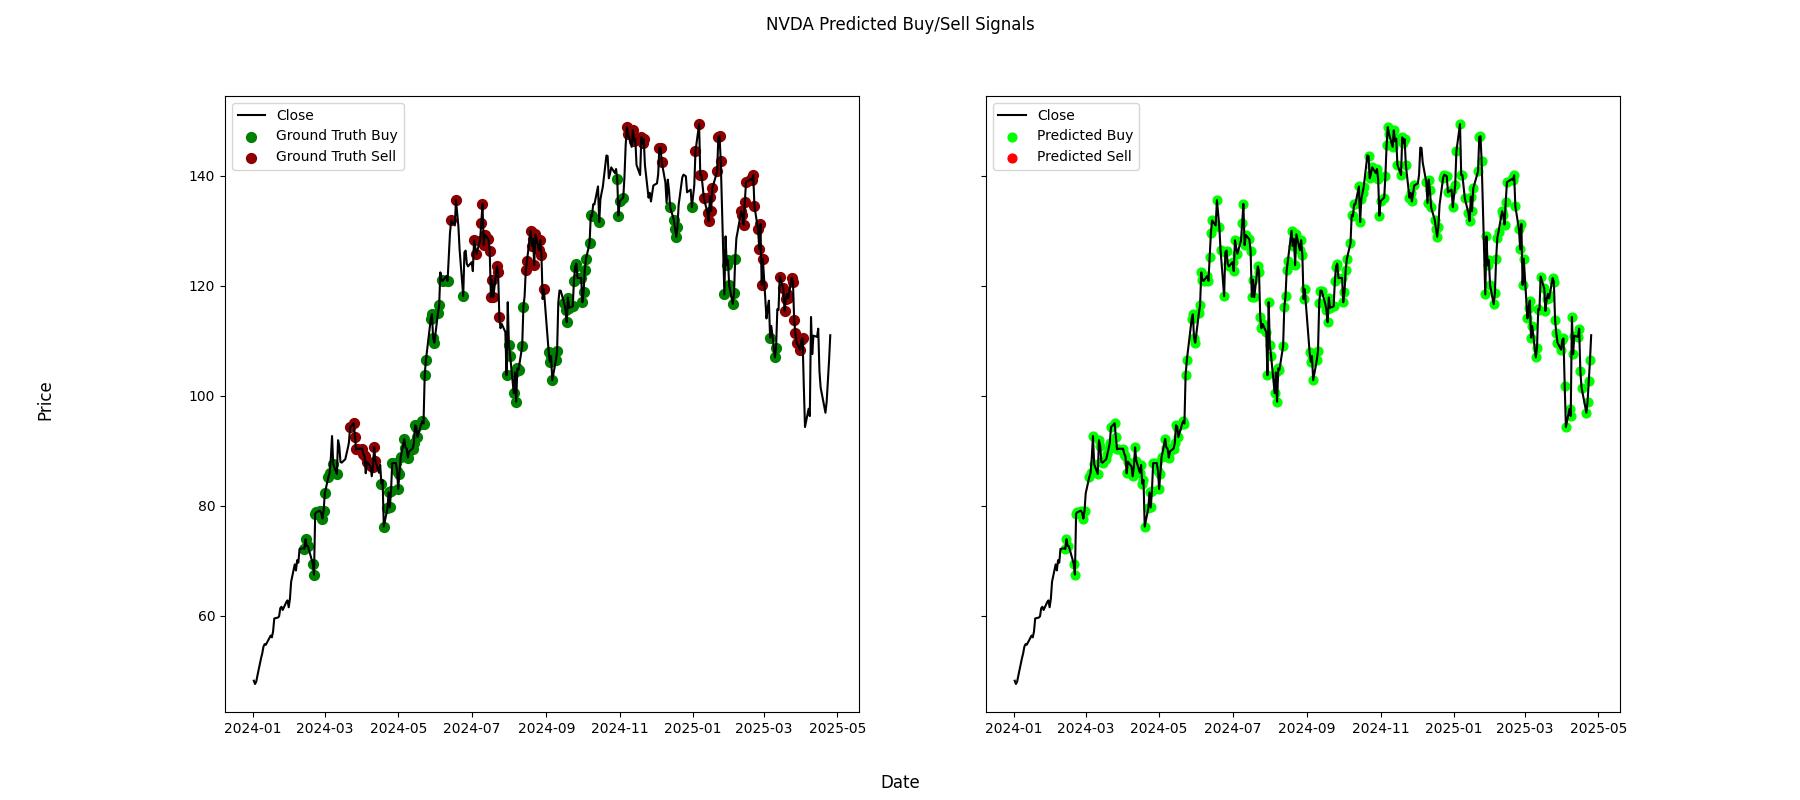 NVDA Predicted Buy/Sell Signals
Close
Ground Truth Buy
Ground Truth Sell
Close
Predicted Buy
Predicted Sell
Price
140
120
100
80
60
2024-01 2024-03 2024-05 2024-07 2024-09 2024-11 2025-01 2025-03 2025-05
2024-01 2024-03 2024-05 2024-07 2024-09 2024-11 2025-01 2025-03 2025-05
Date